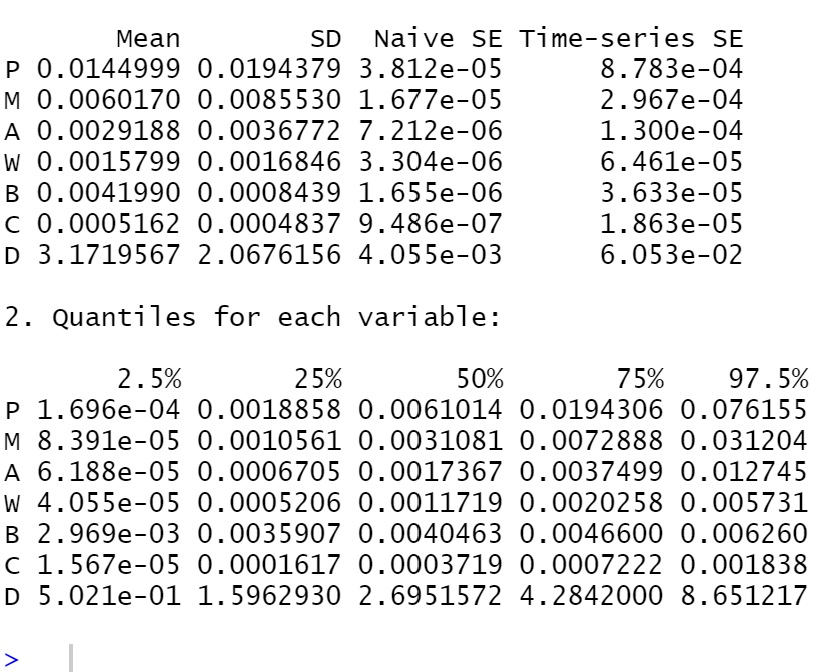 Mean SD Naive SE Time-series SE
P 0.0144999 0.0194379 3.812e-05 8.783e-04
M 0.0060170 0.0085530 1.677e-05 2.967e-04
A 0.0029188 0.0036772 7.212e-06 1.300e-04
W 0.0015799 0.0016846 3.304e-06 6.461e-05
B 0.0041990 0.0008439 1.655e-06 3.633e-05
C 0.0005162 0.0004837 9.486e-07 1.863e-05
D 3.1719567 2.0676156 4.055e-03 6.053e-02
2. Quantiles for each variable:
2.5% 25% 50% 75% 97.5%
P 1.696e-04 0.0018858 0.0061014 0.0194306 0.076155
M 8.391e-05 0.0010561 0.0031081 0.0072888 0.031204
A 6.188e-05 0.0006705 0.0017367 0.0037499 0.012745
W 4.055e-05 0.0005206 0.0011719 0.0020258 0.005731
B 2.969e-03 0.0035907 0.0040463 0.0046600 0.006260
C 1.567e-05 0.0001617 0.0003719 0.0007222 0.001838
D 5.021e-01 1.5962930 2.6951572 4.2842000 8.651217
>